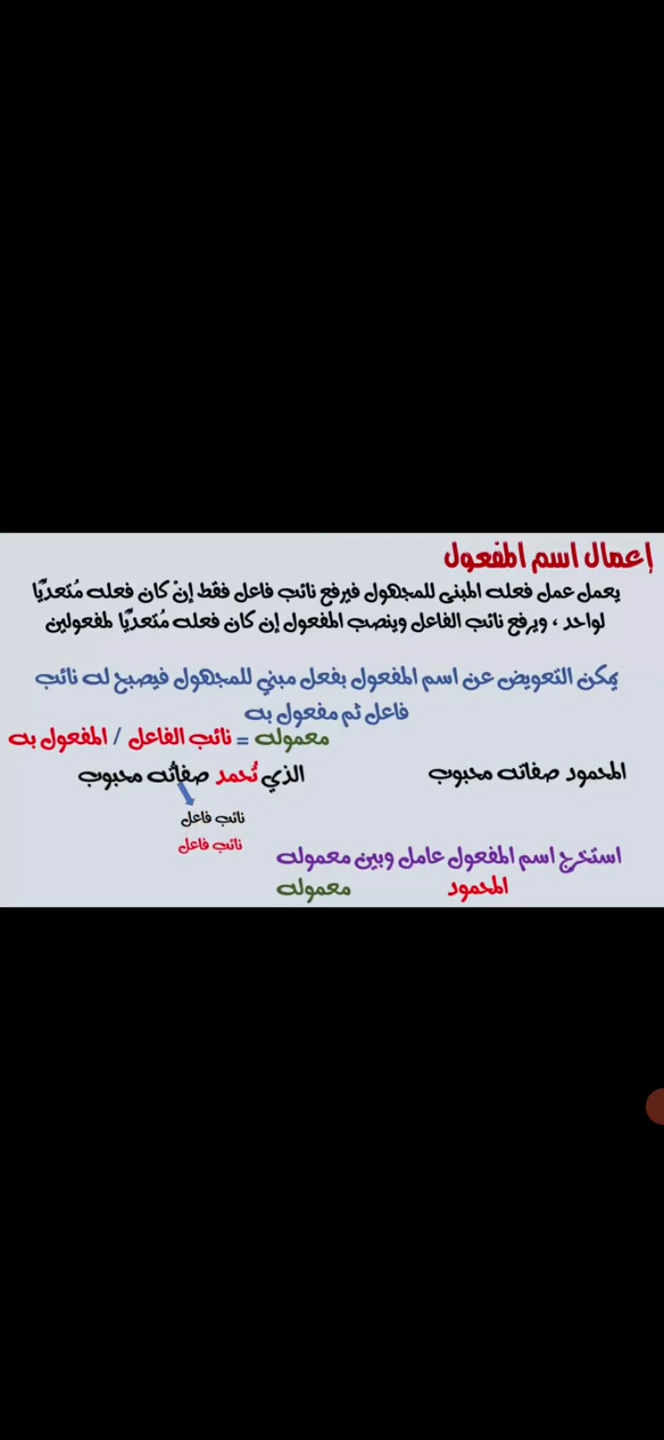 إعمال اسم المفعول
يعمل عمل فعله المبنى للمجهول فيرفع نائب فاعل فقط إنْ كان فعله مُتعديًا
لواحد ، ويرفع نائب الفاعل وينصب المفعول إن كان فعله مُتعديًا لمفعولين
يمكن التعويض عن اسم المفعول بفعل مبني للمجهول فيصبح له نائب
فاعل ثم مفعول به
معموله = نائب الفاعل / المفعول به
المحمود صفاته محبوب
الذي تُحمد صفاتُه محبوب
نائب فاعل
نائب فاعل
استخرج اسم المفعول عامل وبين معموله
المحمود
معموله